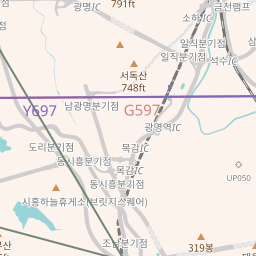 791ft
광명IC
금천램프
소하IC
일직분기점
삼
일직분기점
석수IC
서독산
748ft
남광명분기점
Y697
G597
광명역IC
도리분기점
목감IC
동시흥분기점
목감IC
UP050
동시흥분기점
시흥하늘휴게소(브릿지스퀘어)
조남분기점
319봉